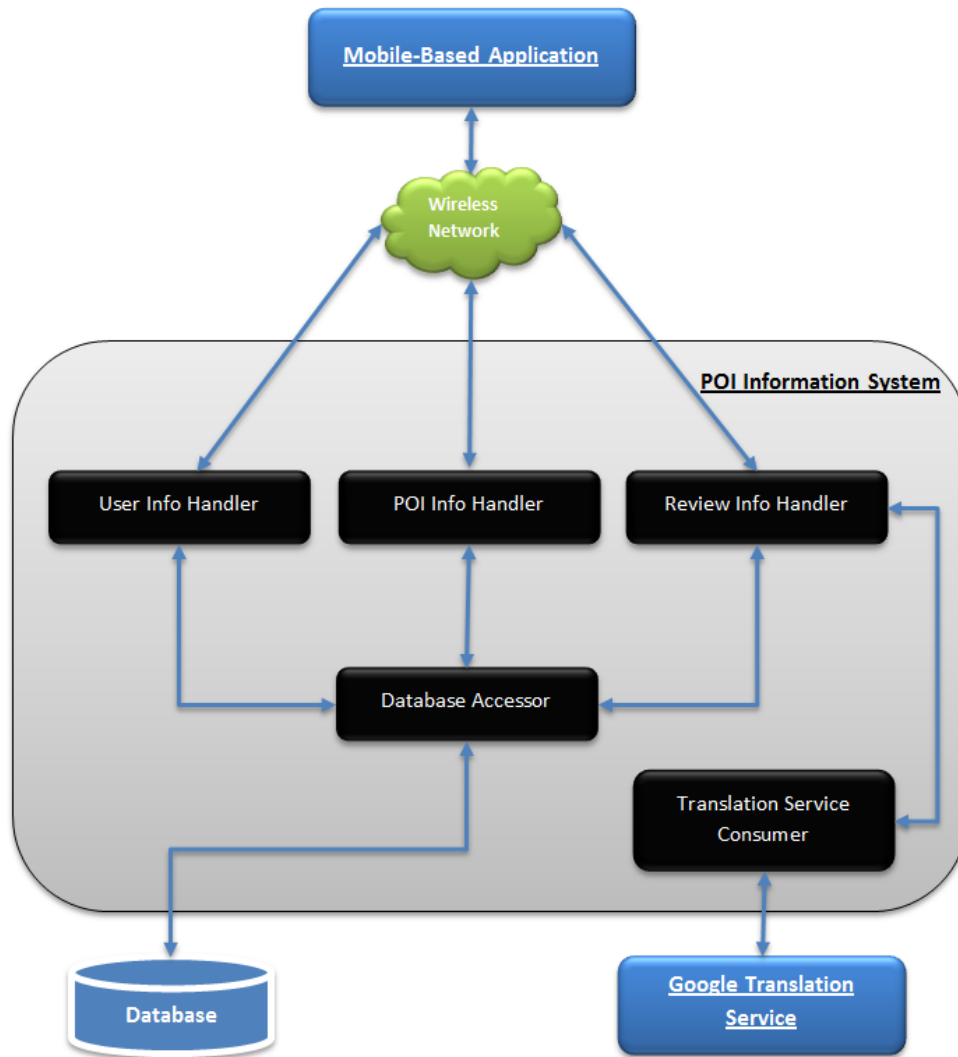 Mobile-Based Application
Wireless
Network
POI Information System
User Info Handler
POI Info Handler
Review Info Handler
Database Accessor
Translation Service
Consumer
Database
Google Translation
Service